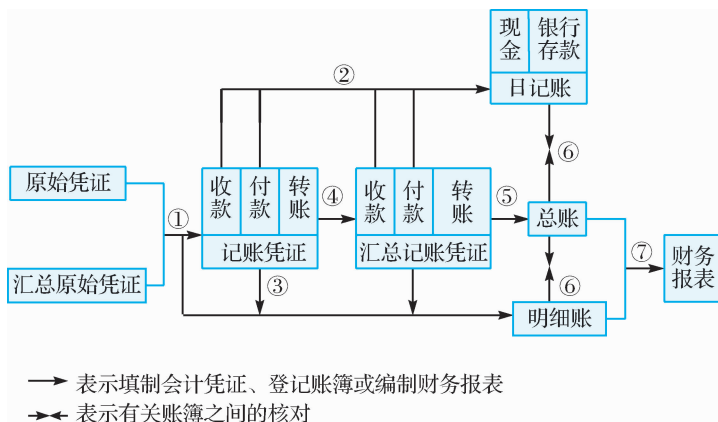 现金
银行存款
日记账
②
⑥
原始凭证
汇总原始凭证
①
收款
付款
转账
记账凭证
③
④
收款
付款
转账
汇总记账凭证
⑤
总账
⑥
明细账
⑦
财务报表
表示填制会计凭证、登记账簿或编制财务报表
表示有关账簿之间的核对